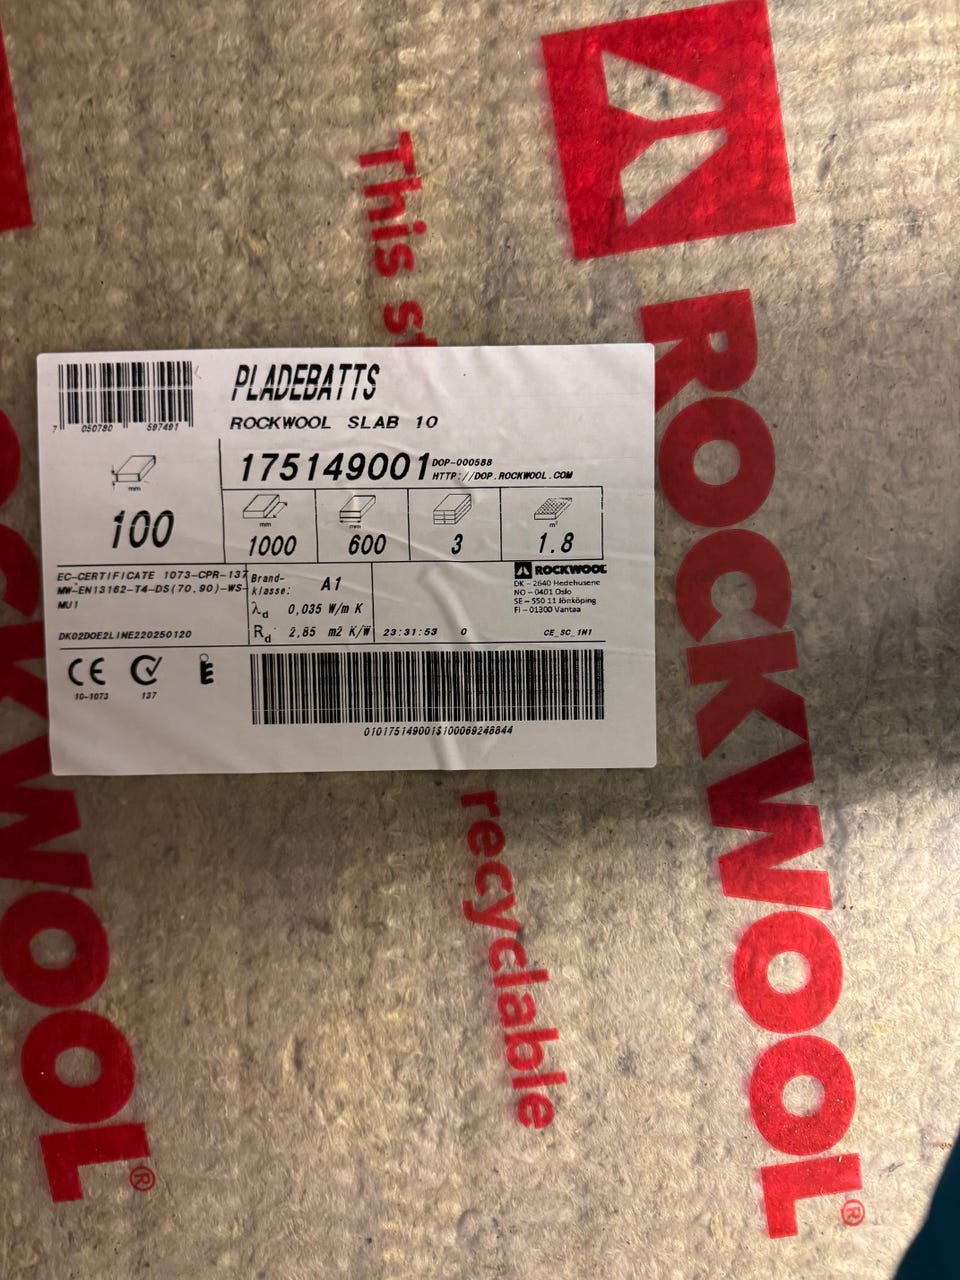 This s
ROCKWOOL®
PLADEBATTS
ROCKWOOL SLAB 10
7 050780 597491
175149001
DOP-000588
HTTP://DOP.ROCKWOOL.COM
mm
100
mm
1000
mm
600
3
m²
1.8
EC-CERTIFICATE 1073-CPR-137
MW-EN13162-T4-DS(70,90)-WS-
MU1
DK02DOE2LINE220250120
Brand-
klasse: A1
λd 0,035 W/m K
Rd 2,85 m2 K/W
ROCKWOOL
DK - 2640 Hedehusene
NO - 0401 Oslo
SE - 550 11 Jönköping
FI - 01300 Vantaa
23:31:53 0 CE_SC_1N1
CE
10-1073
137
010175149001$100069248844
recyclable
OCKWOOL®